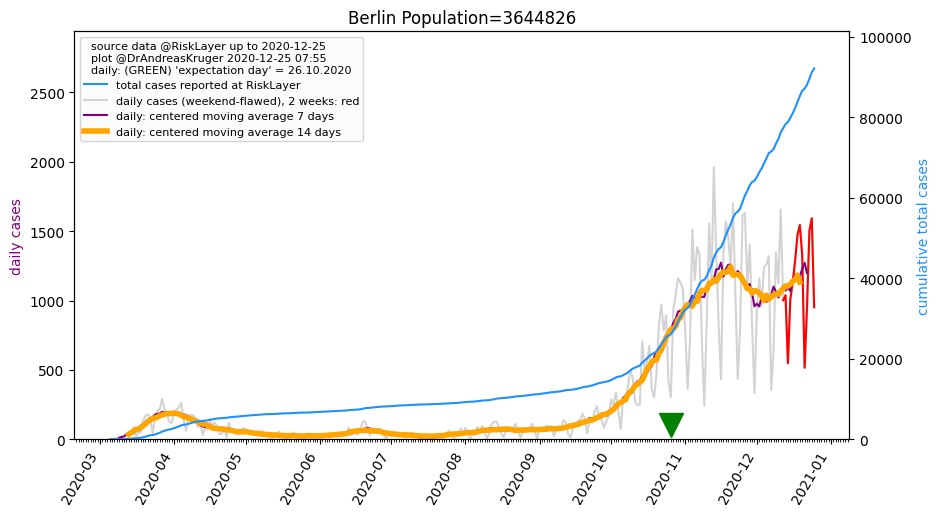 Berlin Population=3644826
source data @RiskLayer up to 2020-12-25
plot @DrAndreasKruger 2020-12-25 07:55
daily: (GREEN) 'expectation day' = 26.10.2020
total cases reported at RiskLayer
daily cases (weekend-flawed), 2 weeks: red
daily: centered moving average 7 days
daily: centered moving average 14 days
daily cases
2500
2000
1500
1000
500
0
cumulative total cases
100000
80000
60000
40000
20000
0
2020-03
2020-04
2020-05
2020-06
2020-07
2020-08
2020-09
2020-10
2020-11
2020-12
2021-01